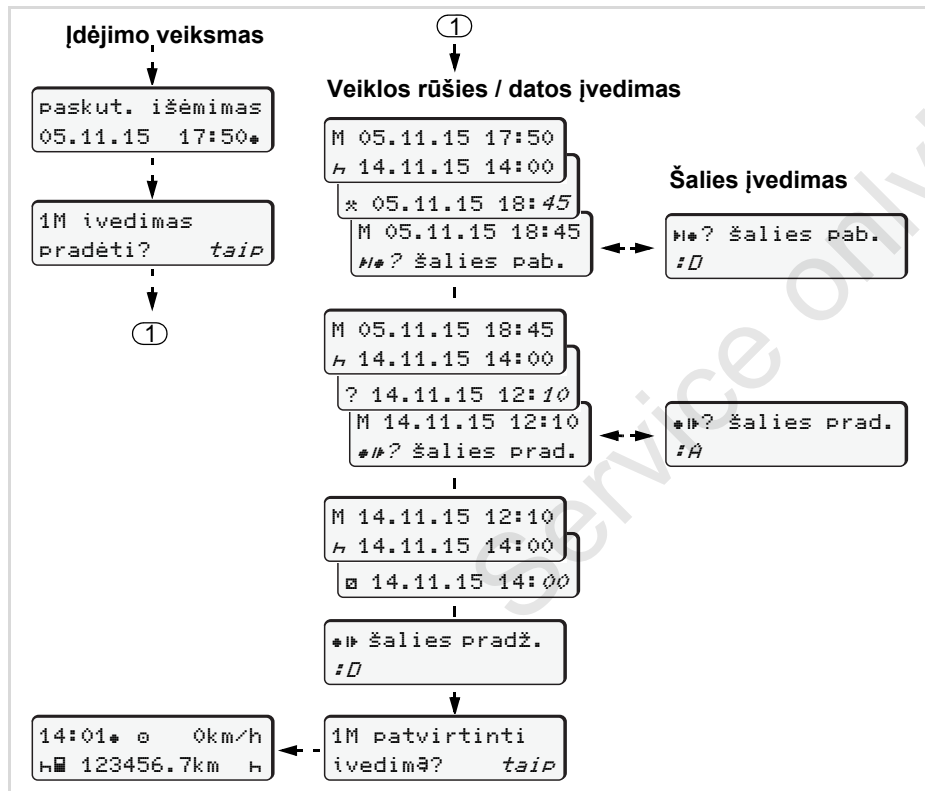 Įdėjimo veiksmas
paskut. išėmimas
05.11.15 17:50
1M ivedimas
pradėti? taip
1
1
Veiklos rūšies / datos įvedimas
M 05.11.15 17:50
14.11.15 14:00
05.11.15 18:45
M 05.11.15 18:45
? šalies pab.
Šalies įvedimas
? šalies pab.
:D
M 05.11.15 18:45
14.11.15 14:00
? 14.11.15 12:10
M 14.11.15 12:10
? šalies prad.
? šalies prad.
:A
M 14.11.15 12:10
14.11.15 14:00
14.11.15 14:00
šalies pradž.
:D
1M patvirtinti
ivedimą? taip
14:01 0km/h
123456.7km
Service only